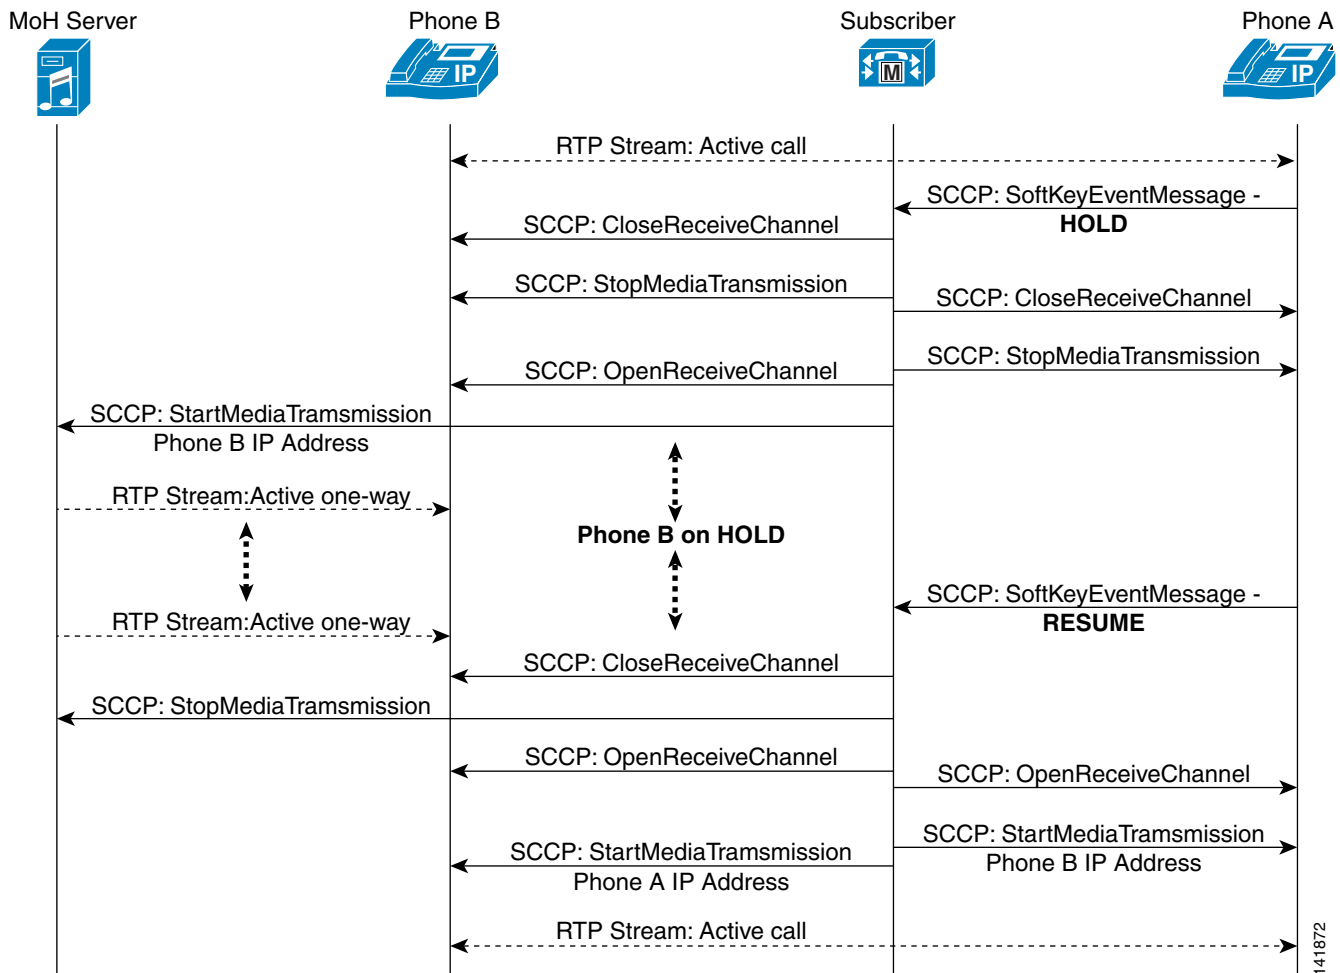 MoH Server
Phone B
Subscriber
Phone A
IP
M
IP
RTP Stream: Active call
SCCP: SoftKeyEventMessage -
HOLD
SCCP: CloseReceiveChannel
SCCP: StopMediaTransmission
SCCP: CloseReceiveChannel
SCCP: StopMediaTransmission
SCCP: OpenReceiveChannel
SCCP: StartMediaTramsmission
Phone B IP Address
RTP Stream:Active one-way
Phone B on HOLD
SCCP: SoftKeyEventMessage -
RESUME
RTP Stream:Active one-way
SCCP: CloseReceiveChannel
SCCP: StopMediaTramsmission
SCCP: OpenReceiveChannel
SCCP: OpenReceiveChannel
SCCP: StartMediaTramsmission
Phone B IP Address
SCCP: StartMediaTramsmission
Phone A IP Address
RTP Stream: Active call
141872